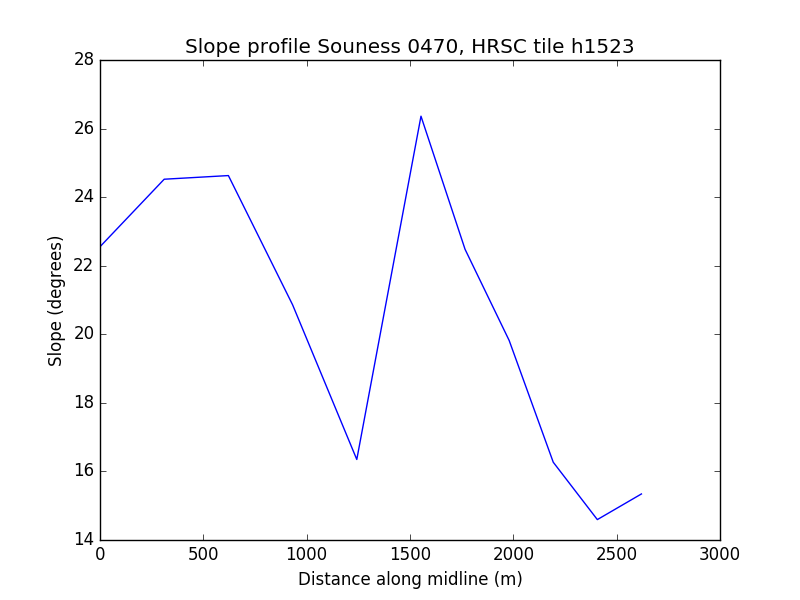 Slope profile Souness 0470, HRSC tile h1523
28
26
24
22
20
18
16
14
Slope (degrees)
0 500 1000 1500 2000 2500 3000
Distance along midline (m)